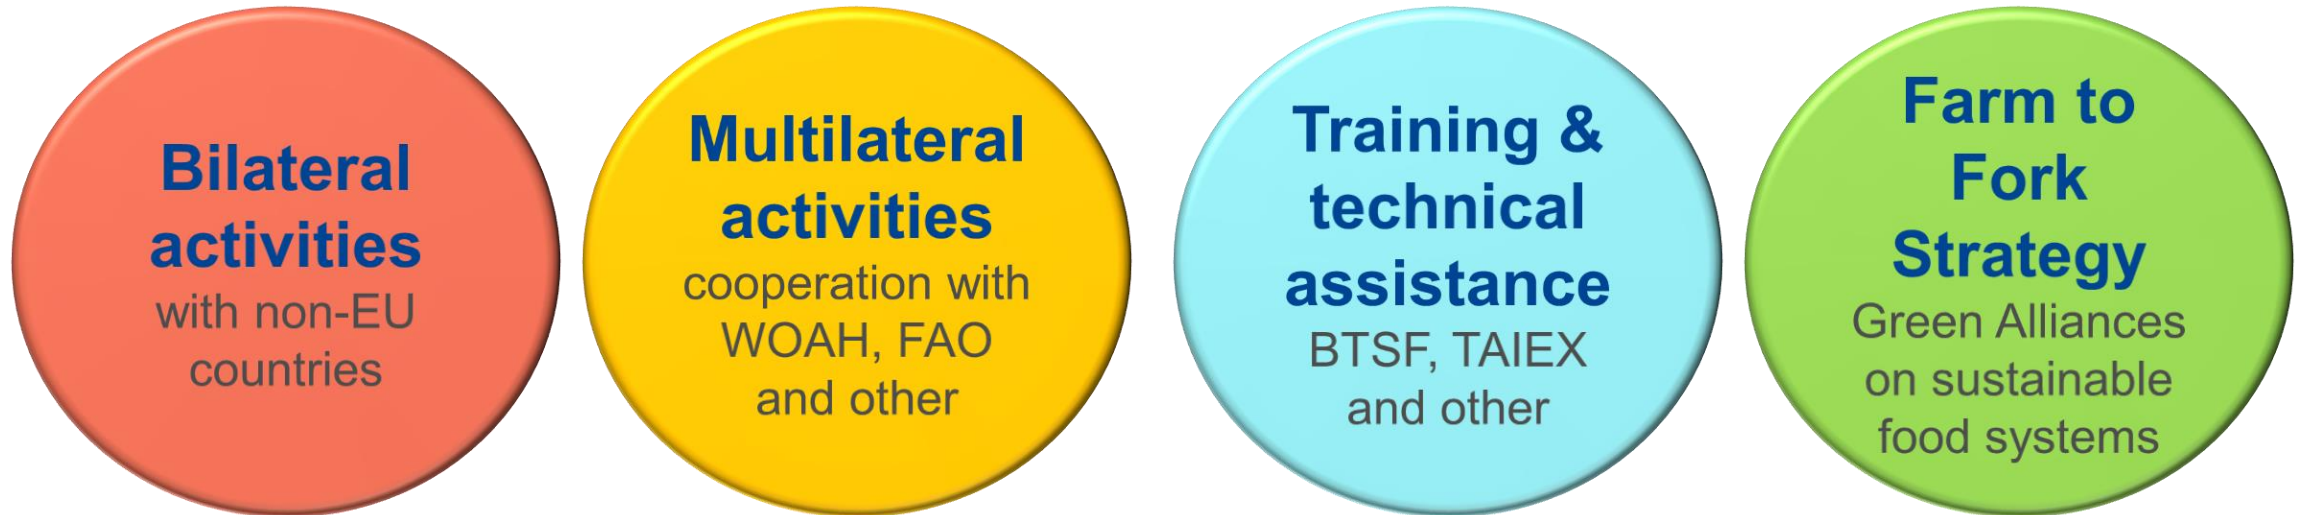 Bilateral
activities
with non-EU
countries
Multilateral
activities
cooperation with
WOAH, FAO
and other
Training &
technical
assistance
BTSF, TAIEX
and other
Farm to
Fork
Strategy
Green Alliances
on sustainable
food systems